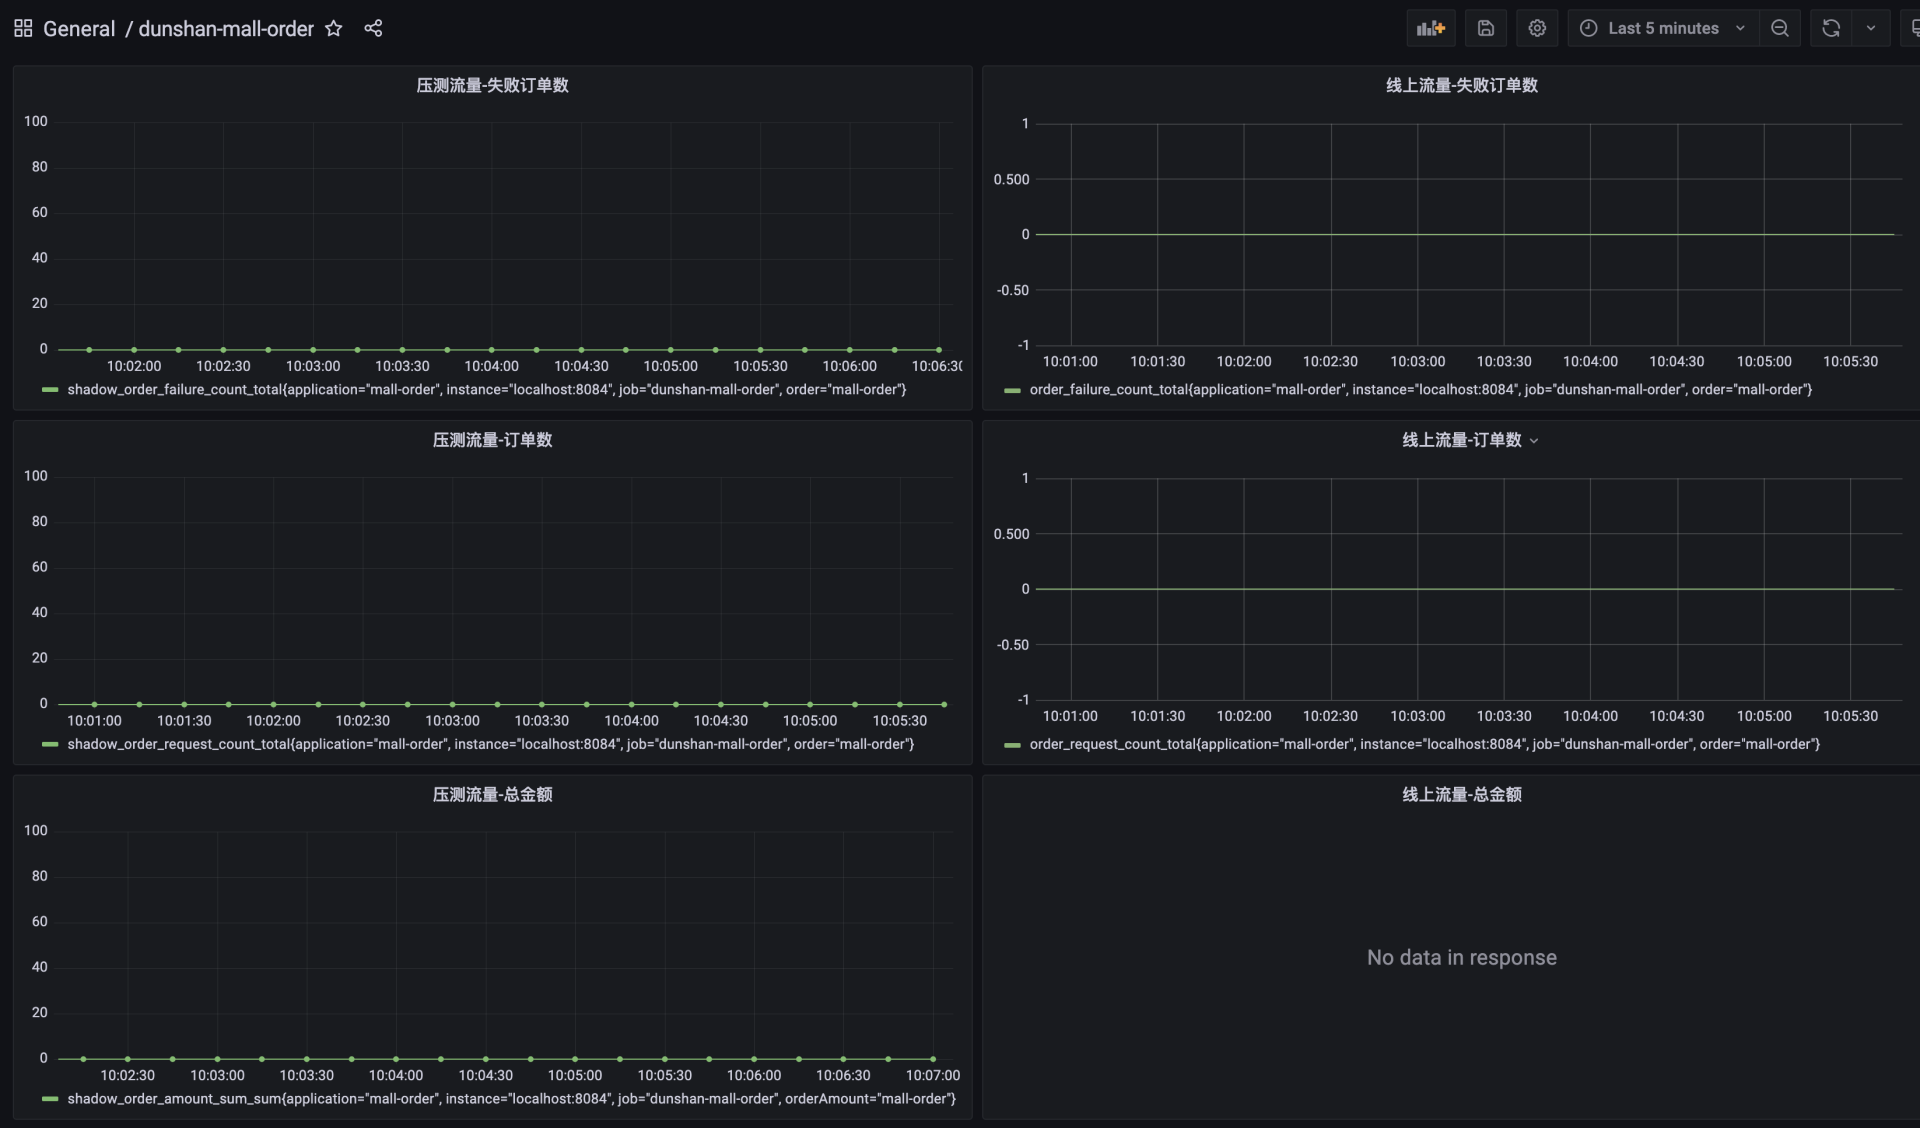 General / dunshan-mall-order
Last 5 minutes
压测流量-失败订单数
100
80
60
40
20
0
10:02:00 10:02:30 10:03:00 10:03:30 10:04:00 10:04:30 10:05:00 10:05:30 10:06:00 10:06:30
shadow_order_failure_count_total{application="mall-order", instance="localhost:8084", job="dunshan-mall-order", order="mall-order"}
线上流量-失败订单数
1
0.500
0
-0.50
-1
10:01:00 10:01:30 10:02:00 10:02:30 10:03:00 10:03:30 10:04:00 10:04:30 10:05:00 10:05:30
order_failure_count_total{application="mall-order", instance="localhost:8084", job="dunshan-mall-order", order="mall-order"}
压测流量-订单数
100
80
60
40
20
0
10:01:00 10:01:30 10:02:00 10:02:30 10:03:00 10:03:30 10:04:00 10:04:30 10:05:00 10:05:30
shadow_order_request_count_total{application="mall-order", instance="localhost:8084", job="dunshan-mall-order", order="mall-order"}
线上流量-订单数
1
0.500
0
-0.50
-1
10:01:00 10:01:30 10:02:00 10:02:30 10:03:00 10:03:30 10:04:00 10:04:30 10:05:00 10:05:30
order_request_count_total{application="mall-order", instance="localhost:8084", job="dunshan-mall-order", order="mall-order"}
压测流量-总金额
100
80
60
40
20
0
10:02:30 10:03:00 10:03:30 10:04:00 10:04:30 10:05:00 10:05:30 10:06:00 10:06:30 10:07:00
shadow_order_amount_sum_sum{application="mall-order", instance="localhost:8084", job="dunshan-mall-order", orderAmount="mall-order"}
线上流量-总金额
No data in response